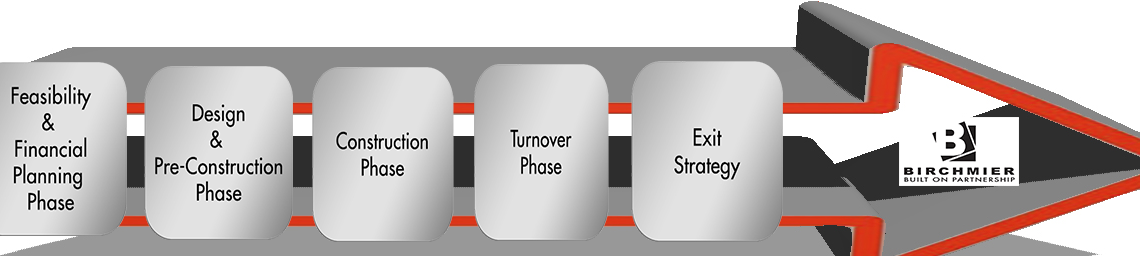 Feasibility
&
Financial
Planning
Phase
Design
&
Pre-Construction
Phase
Construction
Phase
Turnover
Phase
Exit
Strategy
B
BIRCHMIER
BUILT ON PARTNERSHIP